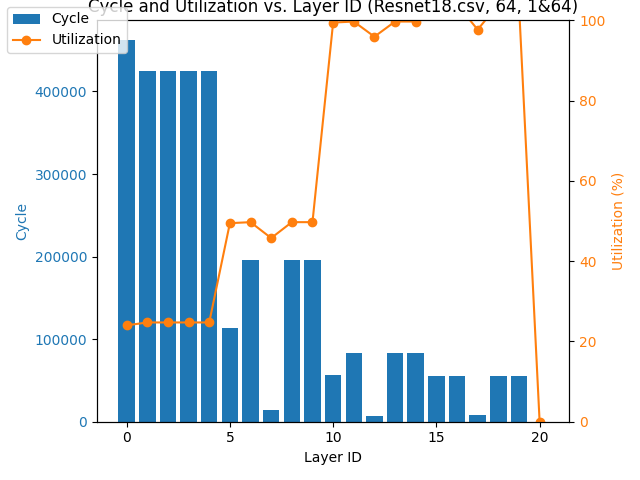 Cycle and Utilization vs. Layer ID (Resnet18.csv, 64, 1&64)
Cycle
Utilization
400000
300000
200000
100000
0
Cycle
100
80
60
40
20
0
Utilization (%)
0 5 10 15 20
Layer ID